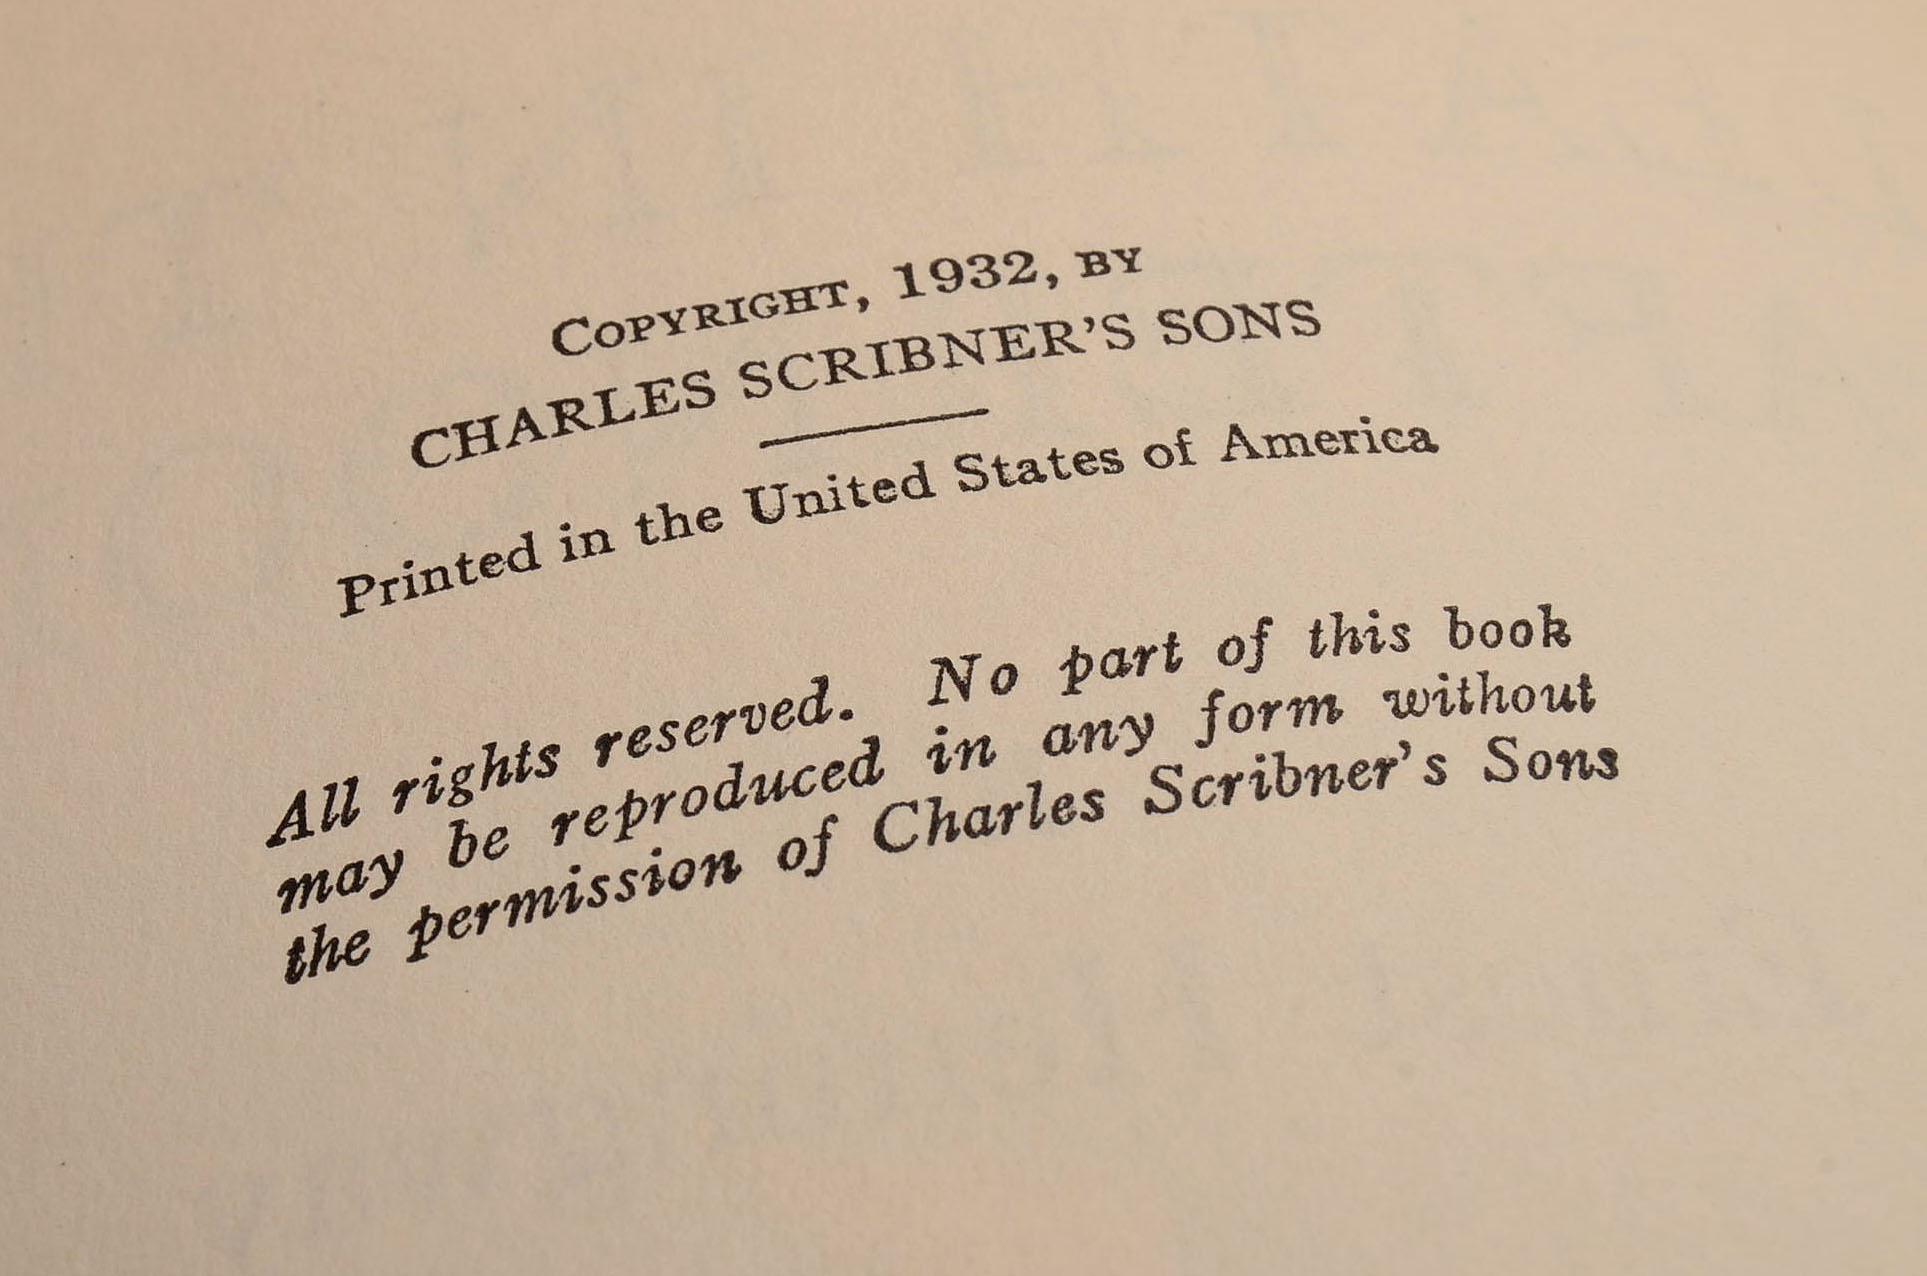 COPYRIGHT, 1932, BY
CHARLES SCRIBNER'S SONS
Printed in the United States of America
All rights reserved. No part of this book
may be reproduced in any form without
the permission of Charles Scribner's Sons